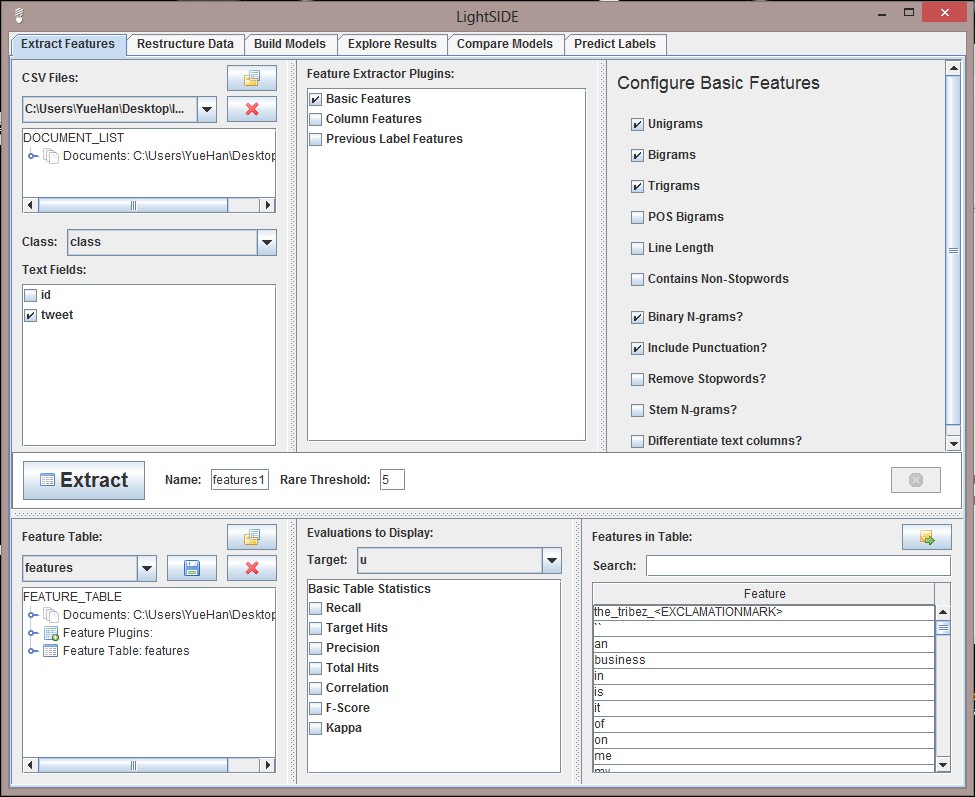 LightSIDE
Extract Features
Restructure Data
Build Models
Explore Results
Compare Models
Predict Labels
CSV Files:
C:\Users\YueHan\Desktop\l...
DOCUMENT_LIST
Documents: C:\Users\YueHan\Desktop
Class:
class
Text Fields:
id
tweet
Feature Extractor Plugins:
Basic Features
Column Features
Previous Label Features
Configure Basic Features
Unigrams
Bigrams
Trigrams
POS Bigrams
Line Length
Contains Non-Stopwords
Binary N-grams?
Include Punctuation?
Remove Stopwords?
Stem N-grams?
Differentiate text columns?
Extract
Name:
features1
Rare Threshold:
5
Feature Table:
features
FEATURE_TABLE
Documents: C:\Users\YueHan\Desktop
Feature Plugins:
Feature Table: features
Evaluations to Display:
Target:
u
Basic Table Statistics
Recall
Target Hits
Precision
Total Hits
Correlation
F-Score
Kappa
Features in Table:
Search:
Feature
the_tribez_<EXCLAMATIONMARK>
``
an
business
in
is
it
of
on
me
my